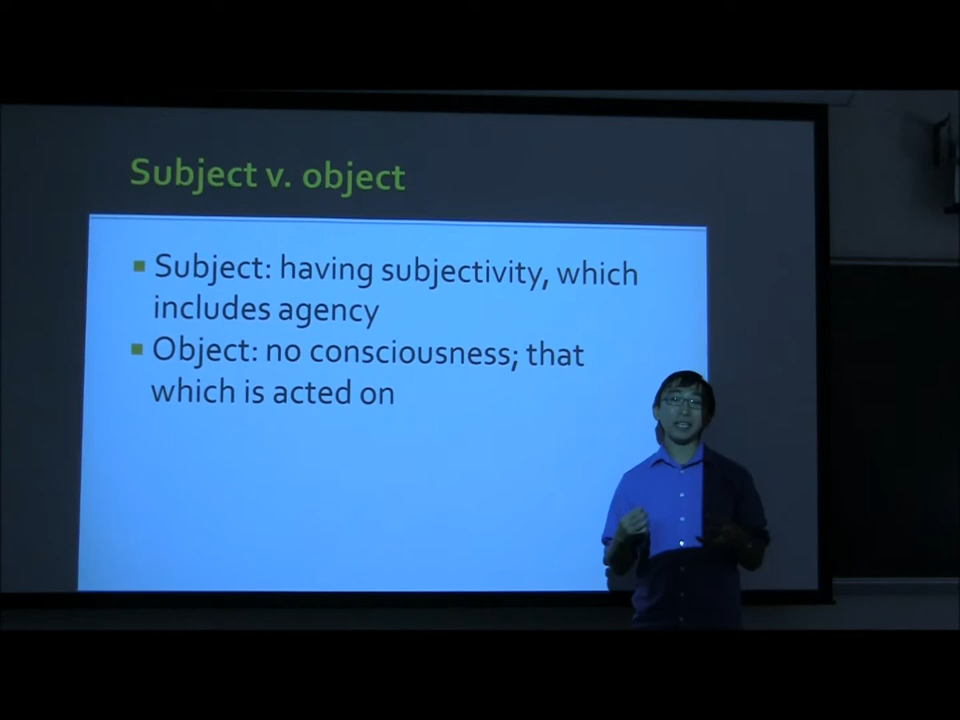 Subject v. object
Subject: having subjectivity, which
includes agency
Object: no consciousness; that
which is acted on